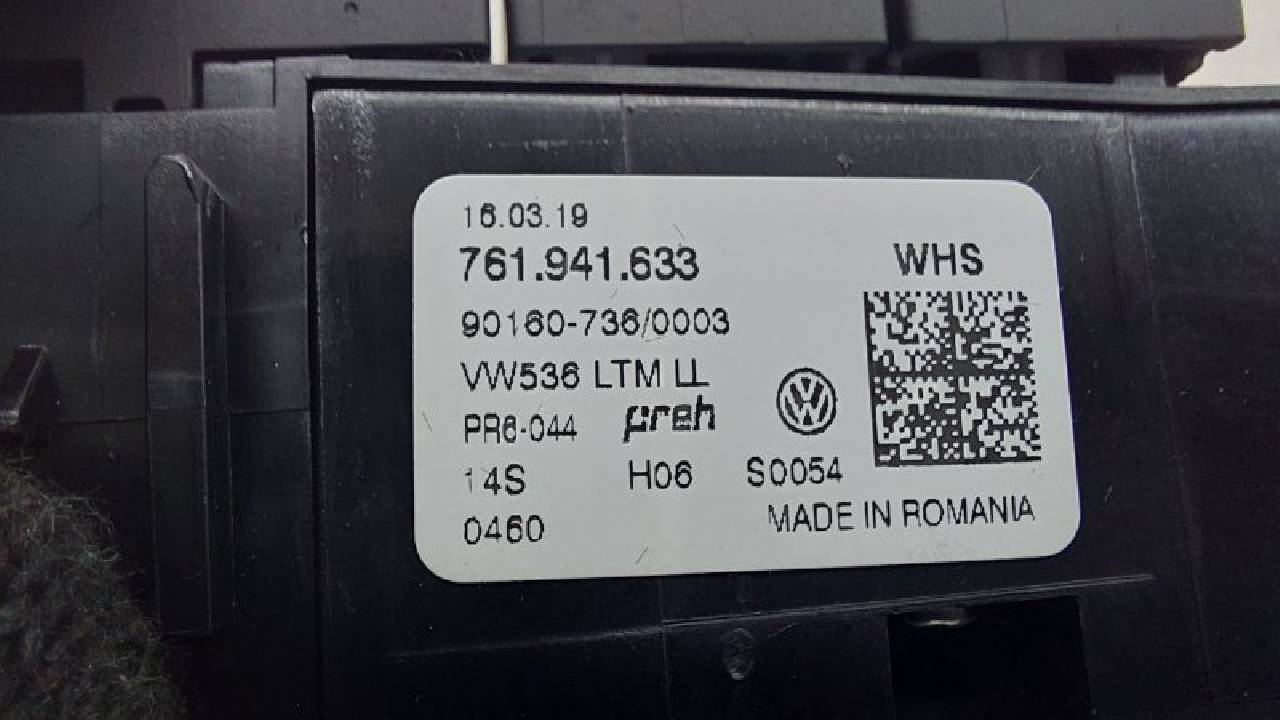 16.03.19
761.941.633
WHS
90160-736/0003
VW536 LTM LL
PR6-044 preh
14S H06 S0054
0460
MADE IN ROMANIA